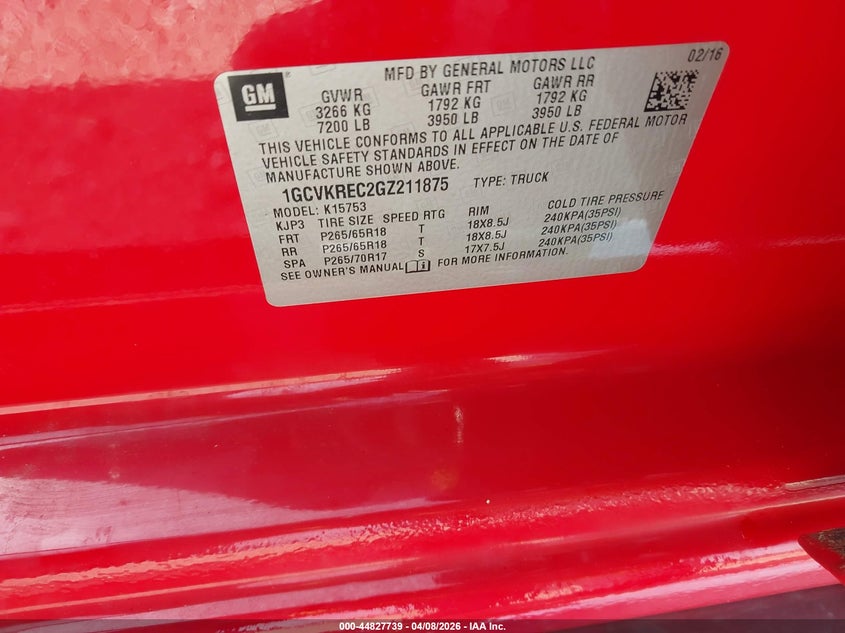 GM
MFD BY GENERAL MOTORS LLC
02/16
GVWR GAWR FRT GAWR RR
3266 KG 1792 KG 1792 KG
7200 LB 3950 LB 3950 LB
THIS VEHICLE CONFORMS TO ALL APPLICABLE U.S. FEDERAL MOTOR
VEHICLE SAFETY STANDARDS IN EFFECT ON THE DATE OF
MANUFACTURE SHOWN ABOVE.
1GCVKREC2GZ211875 TYPE: TRUCK
MODEL: K15753
KJP3 TIRE SIZE SPEED RTG RIM COLD TIRE PRESSURE
FRT P265/65R18 T 18X8.5J 240KPA(35PSI)
RR P265/65R18 T 18X8.5J 240KPA(35PSI)
SPA P265/70R17 S 17X7.5J 240KPA(35PSI)
SEE OWNER'S MANUAL FOR MORE INFORMATION.
000-44827739 - 04/08/2026 - IAA Inc.